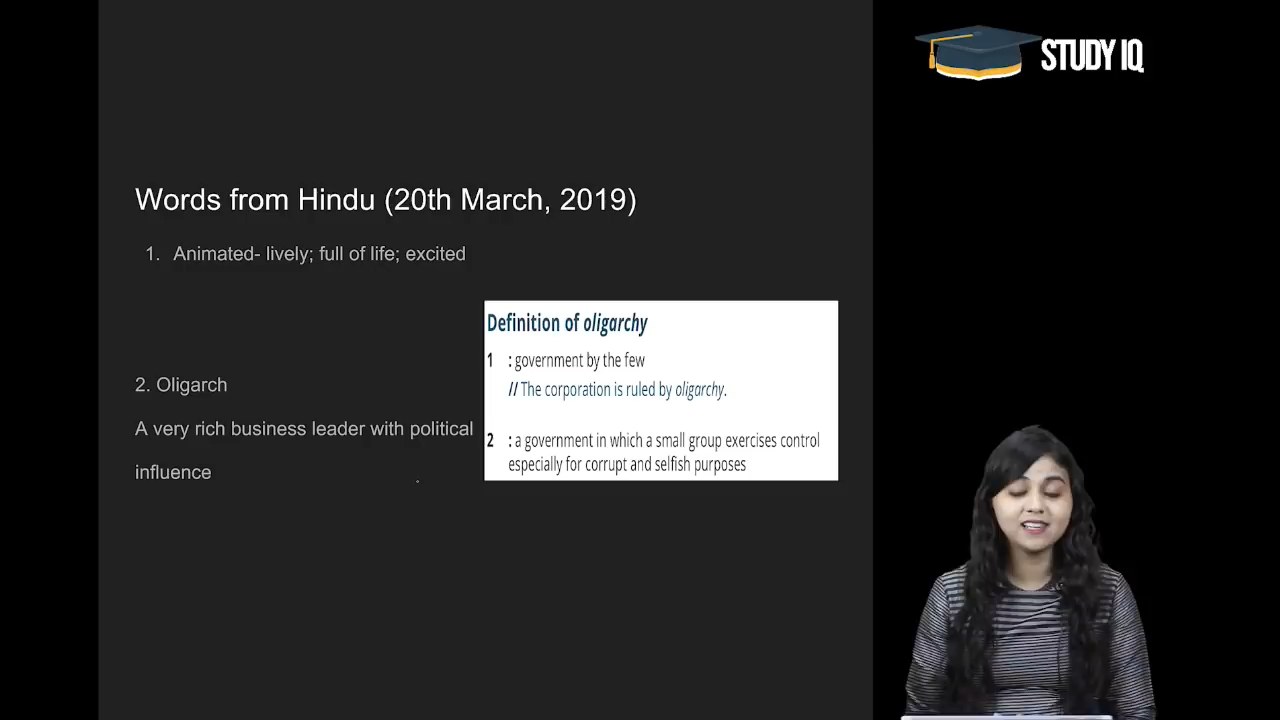 STUDY IQ
Words from Hindu (20th March, 2019)
1. Animated- lively; full of life; excited
2. Oligarch
A very rich business leader with political
influence
Definition of oligarchy
1 : government by the few
// The corporation is ruled by oligarchy.
2 : a government in which a small group exercises control
especially for corrupt and selfish purposes